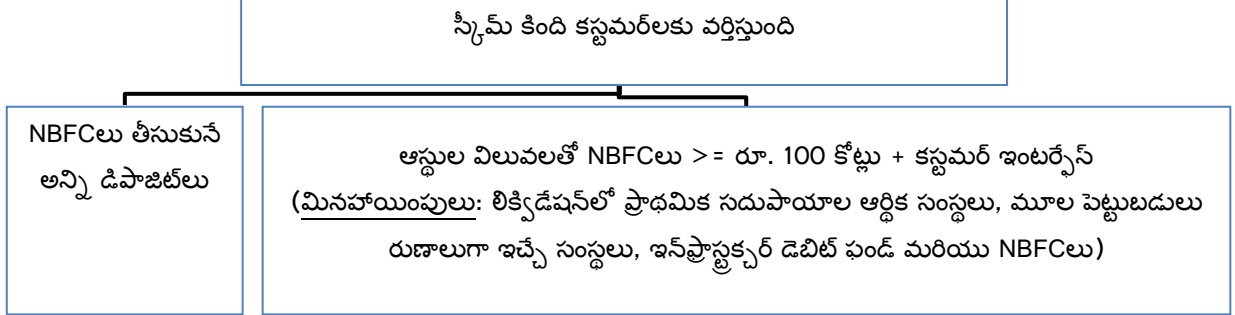 స్కీమ్ కింది కస్టమర్‌లకు వర్తిస్తుంది
NBFCలు తీసుకునే
అన్ని డిపాజిట్‌లు
ఆస్తుల విలువలతో NBFCలు >= రూ. 100 కోట్లు + కస్టమర్ ఇంటర్ఫేస్
(మినహాయింపులు: లిక్విడేషన్‌లో ప్రాథమిక సదుపాయాల ఆర్థిక సంస్థలు, మూల పెట్టుబడులు
రుణాలుగా ఇచ్చే సంస్థలు, ఇన్‌ఫ్రాస్ట్రక్చర్ డెబిట్ ఫండ్ మరియు NBFCలు)